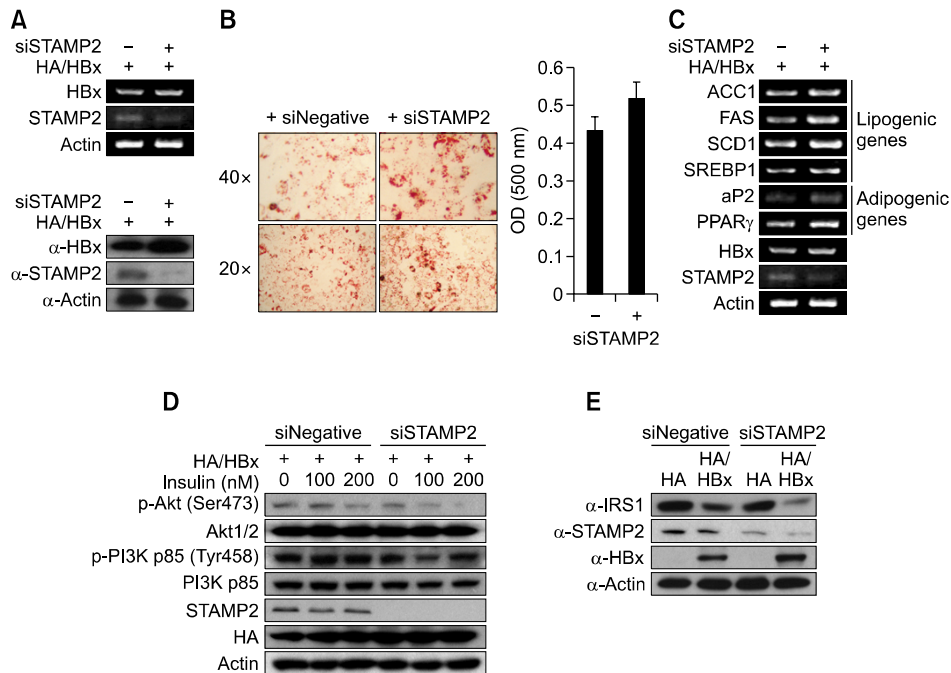 A
siSTAMP2 − +
HA/HBx + +
HBx
STAMP2
Actin
siSTAMP2 − +
HA/HBx + +
α-HBx
α-STAMP2
α-Actin
B
+ siNegative + siSTAMP2
40×
20×
OD (500 nm)
0.6
0.5
0.4
0.3
0.2
0.1
0
− +
siSTAMP2
C
siSTAMP2 − +
HA/HBx + +
ACC1
FAS
SCD1
SREBP1
Lipogenic
genes
aP2
PPARγ
Adipogenic
genes
HBx
STAMP2
Actin
D
siNegative siSTAMP2
HA/HBx + + + + + +
Insulin (nM) 0 100 200 0 100 200
p-Akt (Ser473)
Akt1/2
p-PI3K p85 (Tyr458)
PI3K p85
STAMP2
HA
Actin
E
siNegative siSTAMP2
HA HA/HBx HA HA/HBx
α-IRS1
α-STAMP2
α-HBx
α-Actin